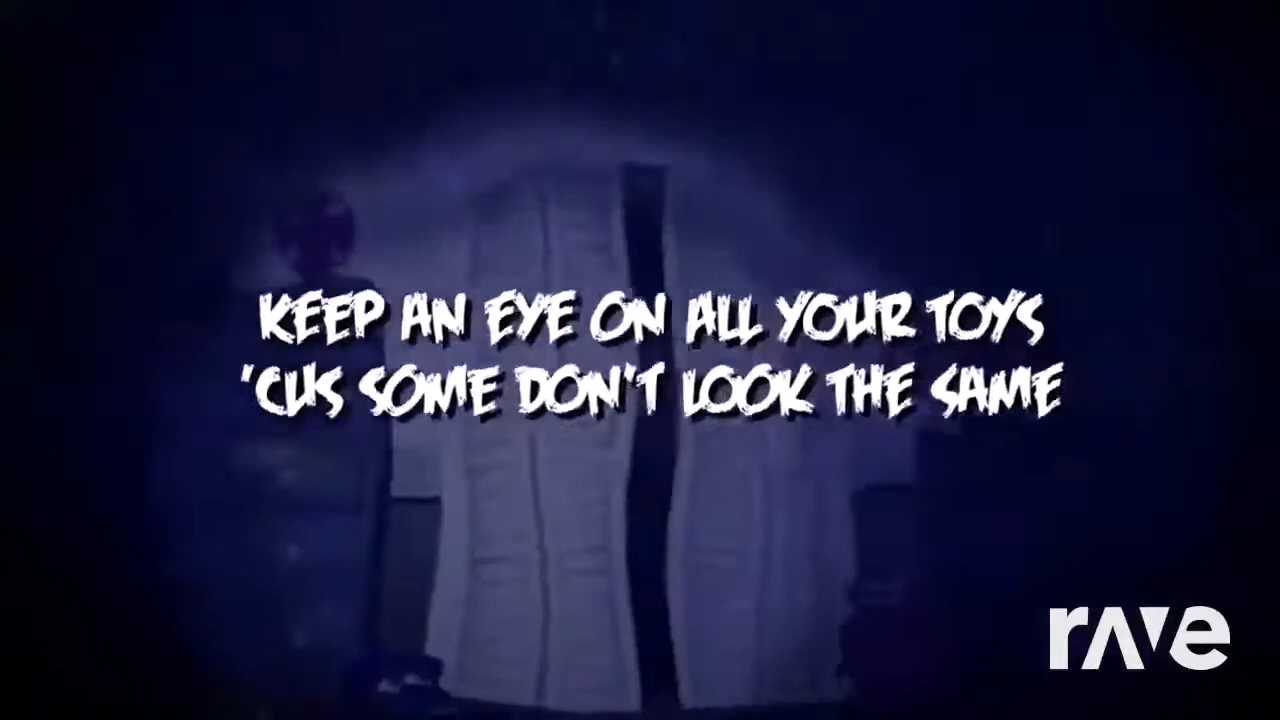 KEEP AN EYE ON ALL YOUR TOYS
'CUS SOME DON'T LOOK THE SAME
rave